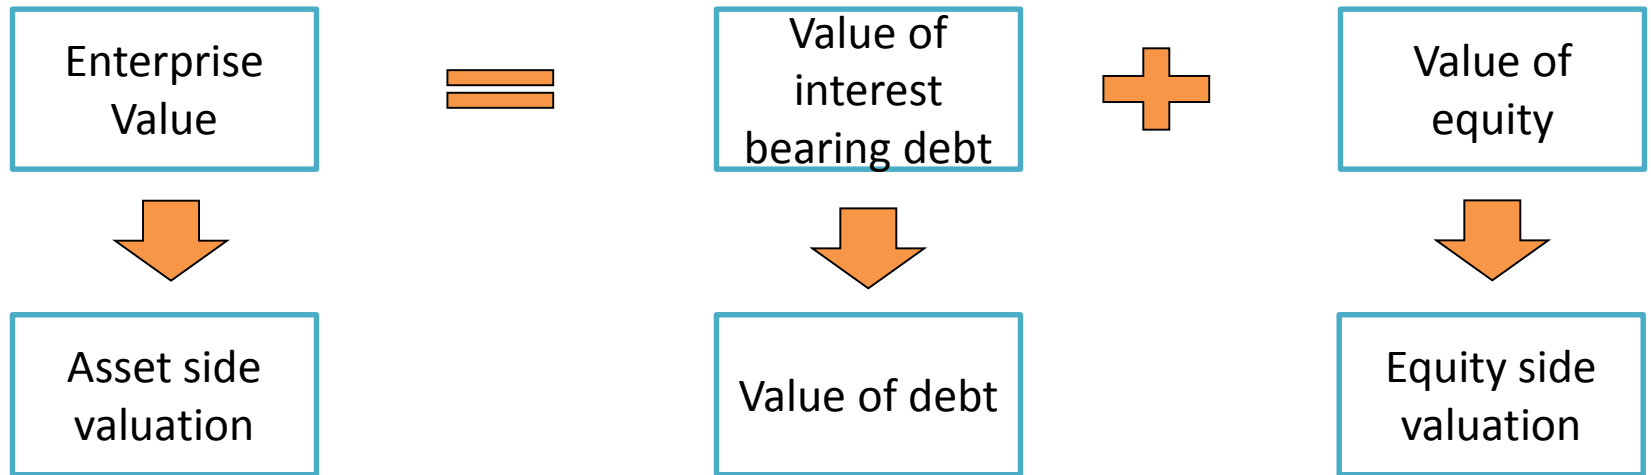 Enterprise
Value
Value of
interest
bearing debt
Value of
equity
Asset side
valuation
Value of debt
Equity side
valuation